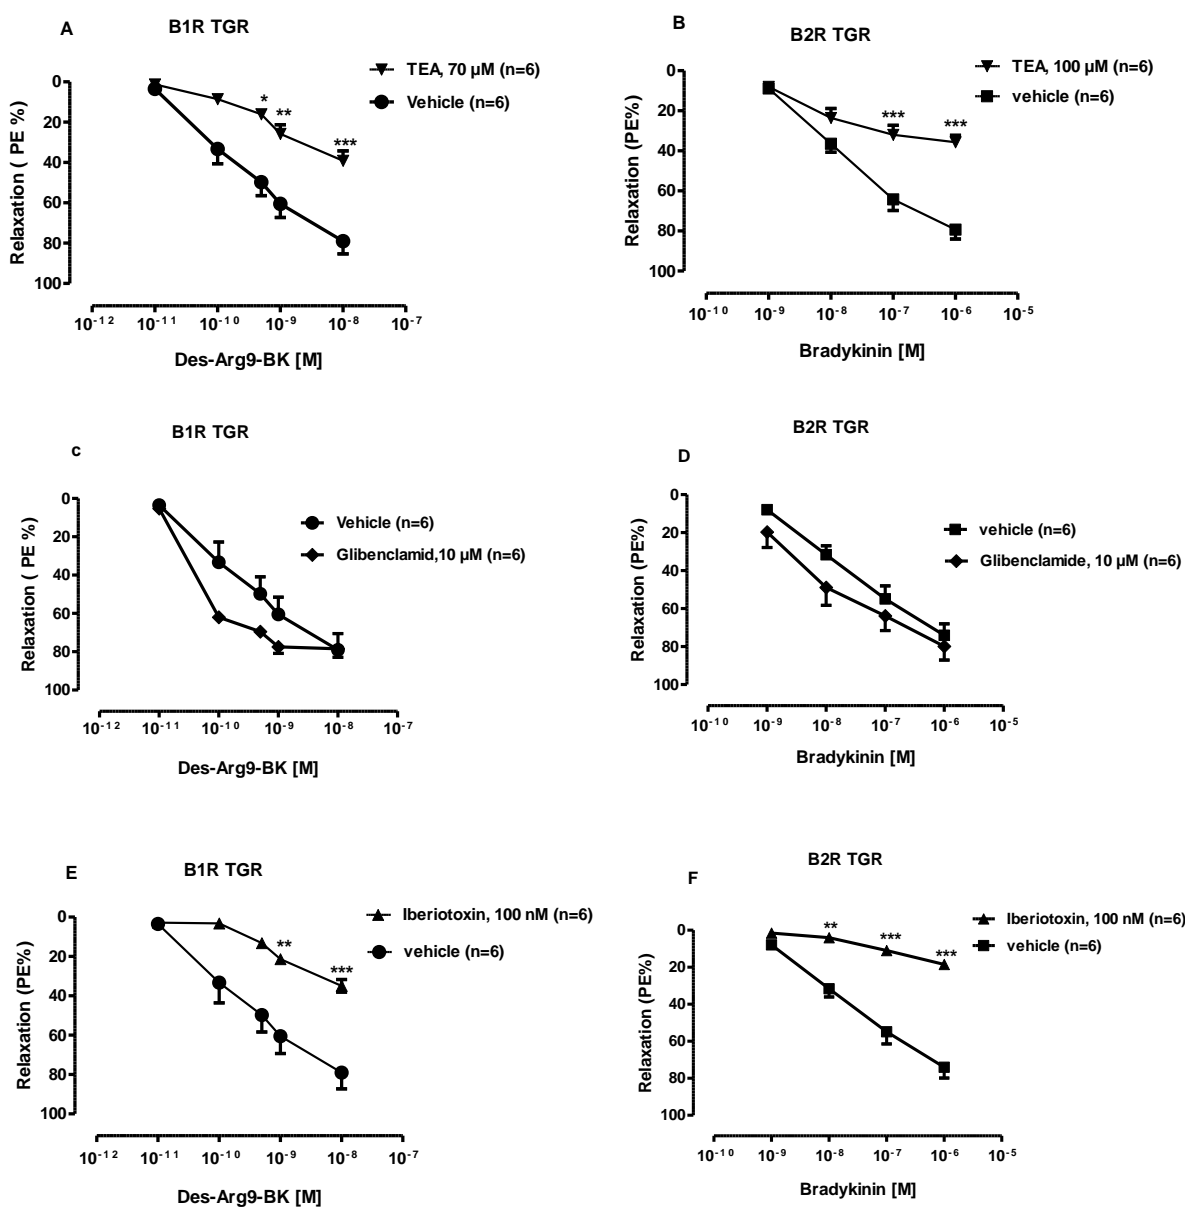 A
B1R TGR
TEA, 70 µM (n=6)
Vehicle (n=6)
Relaxation ( PE %)
0
20
40
60
80
100
*
**
***
10⁻¹² 10⁻¹¹ 10⁻¹⁰ 10⁻⁹ 10⁻⁸ 10⁻⁷
Des-Arg9-BK [M]
B
B2R TGR
TEA, 100 µM (n=6)
vehicle (n=6)
Relaxation (PE%)
0
20
40
60
80
100
*** ***
10⁻¹⁰ 10⁻⁹ 10⁻⁸ 10⁻⁷ 10⁻⁶ 10⁻⁵
Bradykinin [M]
c
B1R TGR
Vehicle (n=6)
Glibenclamid,10 µM (n=6)
Relaxation ( PE %)
0
20
40
60
80
100
10⁻¹² 10⁻¹¹ 10⁻¹⁰ 10⁻⁹ 10⁻⁸ 10⁻⁷
Des-Arg9-BK [M]
D
B2R TGR
vehicle (n=6)
Glibenclamide, 10 µM (n=6)
Relaxation (PE%)
0
20
40
60
80
100
10⁻¹⁰ 10⁻⁹ 10⁻⁸ 10⁻⁷ 10⁻⁶ 10⁻⁵
Bradykinin [M]
E
B1R TGR
Iberiotoxin, 100 nM (n=6)
vehicle (n=6)
Relaxation (PE%)
0
20
40
60
80
100
**
***
10⁻¹² 10⁻¹¹ 10⁻¹⁰ 10⁻⁹ 10⁻⁸ 10⁻⁷
Des-Arg9-BK [M]
F
B2R TGR
Iberiotoxin, 100 nM (n=6)
vehicle (n=6)
Relaxation (PE%)
0
20
40
60
80
100
**
***
***
10⁻¹⁰ 10⁻⁹ 10⁻⁸ 10⁻⁷ 10⁻⁶ 10⁻⁵
Bradykinin [M]